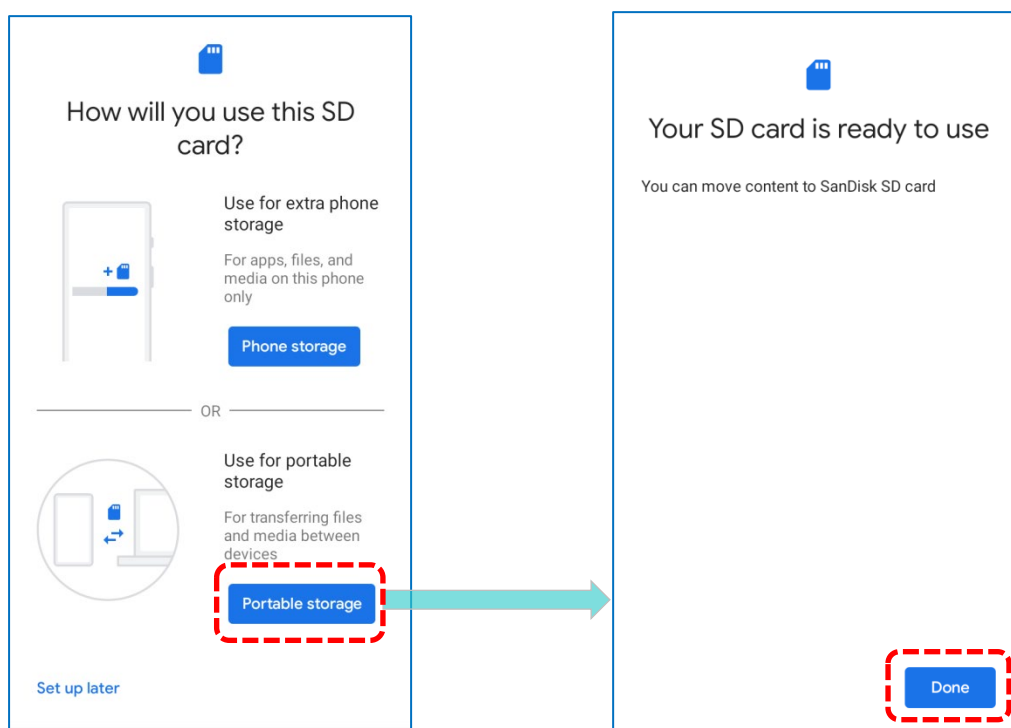 How will you use this SD
card?
Use for extra phone
storage
For apps, files, and
media on this phone
only
Phone storage
OR
Use for portable
storage
For transferring files
and media between
devices
Portable storage
Set up later
Your SD card is ready to use
You can move content to SanDisk SD card
Done